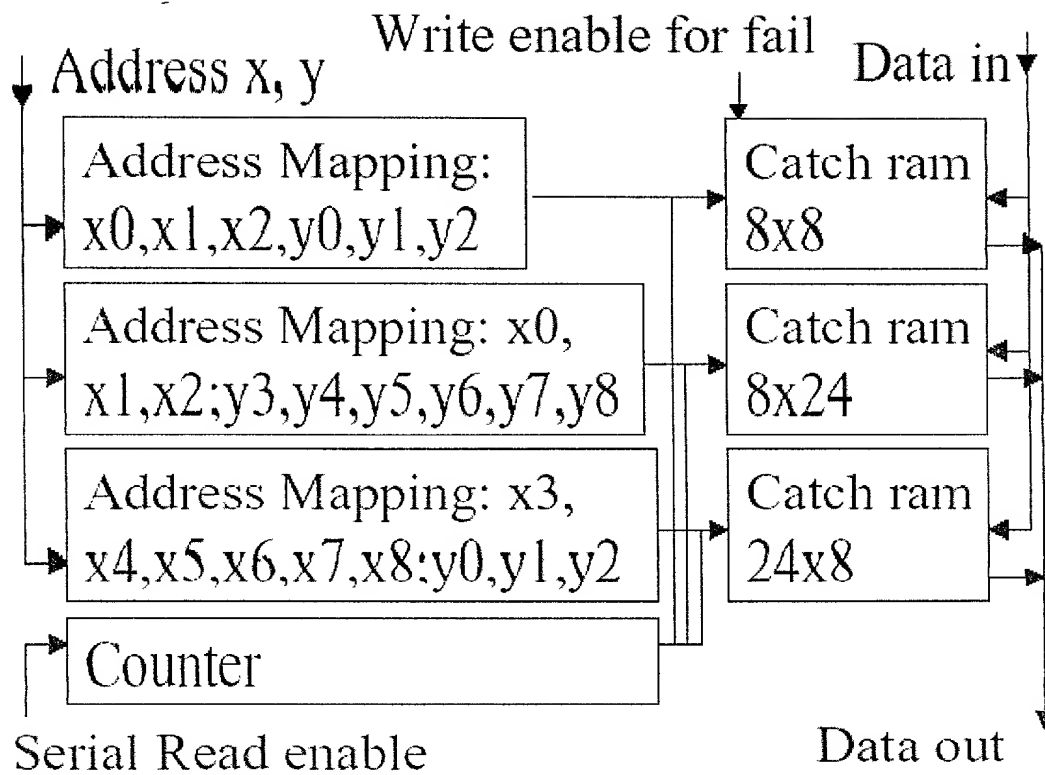 Write enable for fail
Address x, y
Data in
Address Mapping:
x0,x1,x2,y0,y1,y2
Catch ram
8x8
Address Mapping: x0,
x1,x2;y3,y4,y5,y6,y7,y8
Catch ram
8x24
Address Mapping: x3,
x4,x5,x6,x7,x8;y0,y1,y2
Catch ram
24x8
Counter
Serial Read enable
Data out